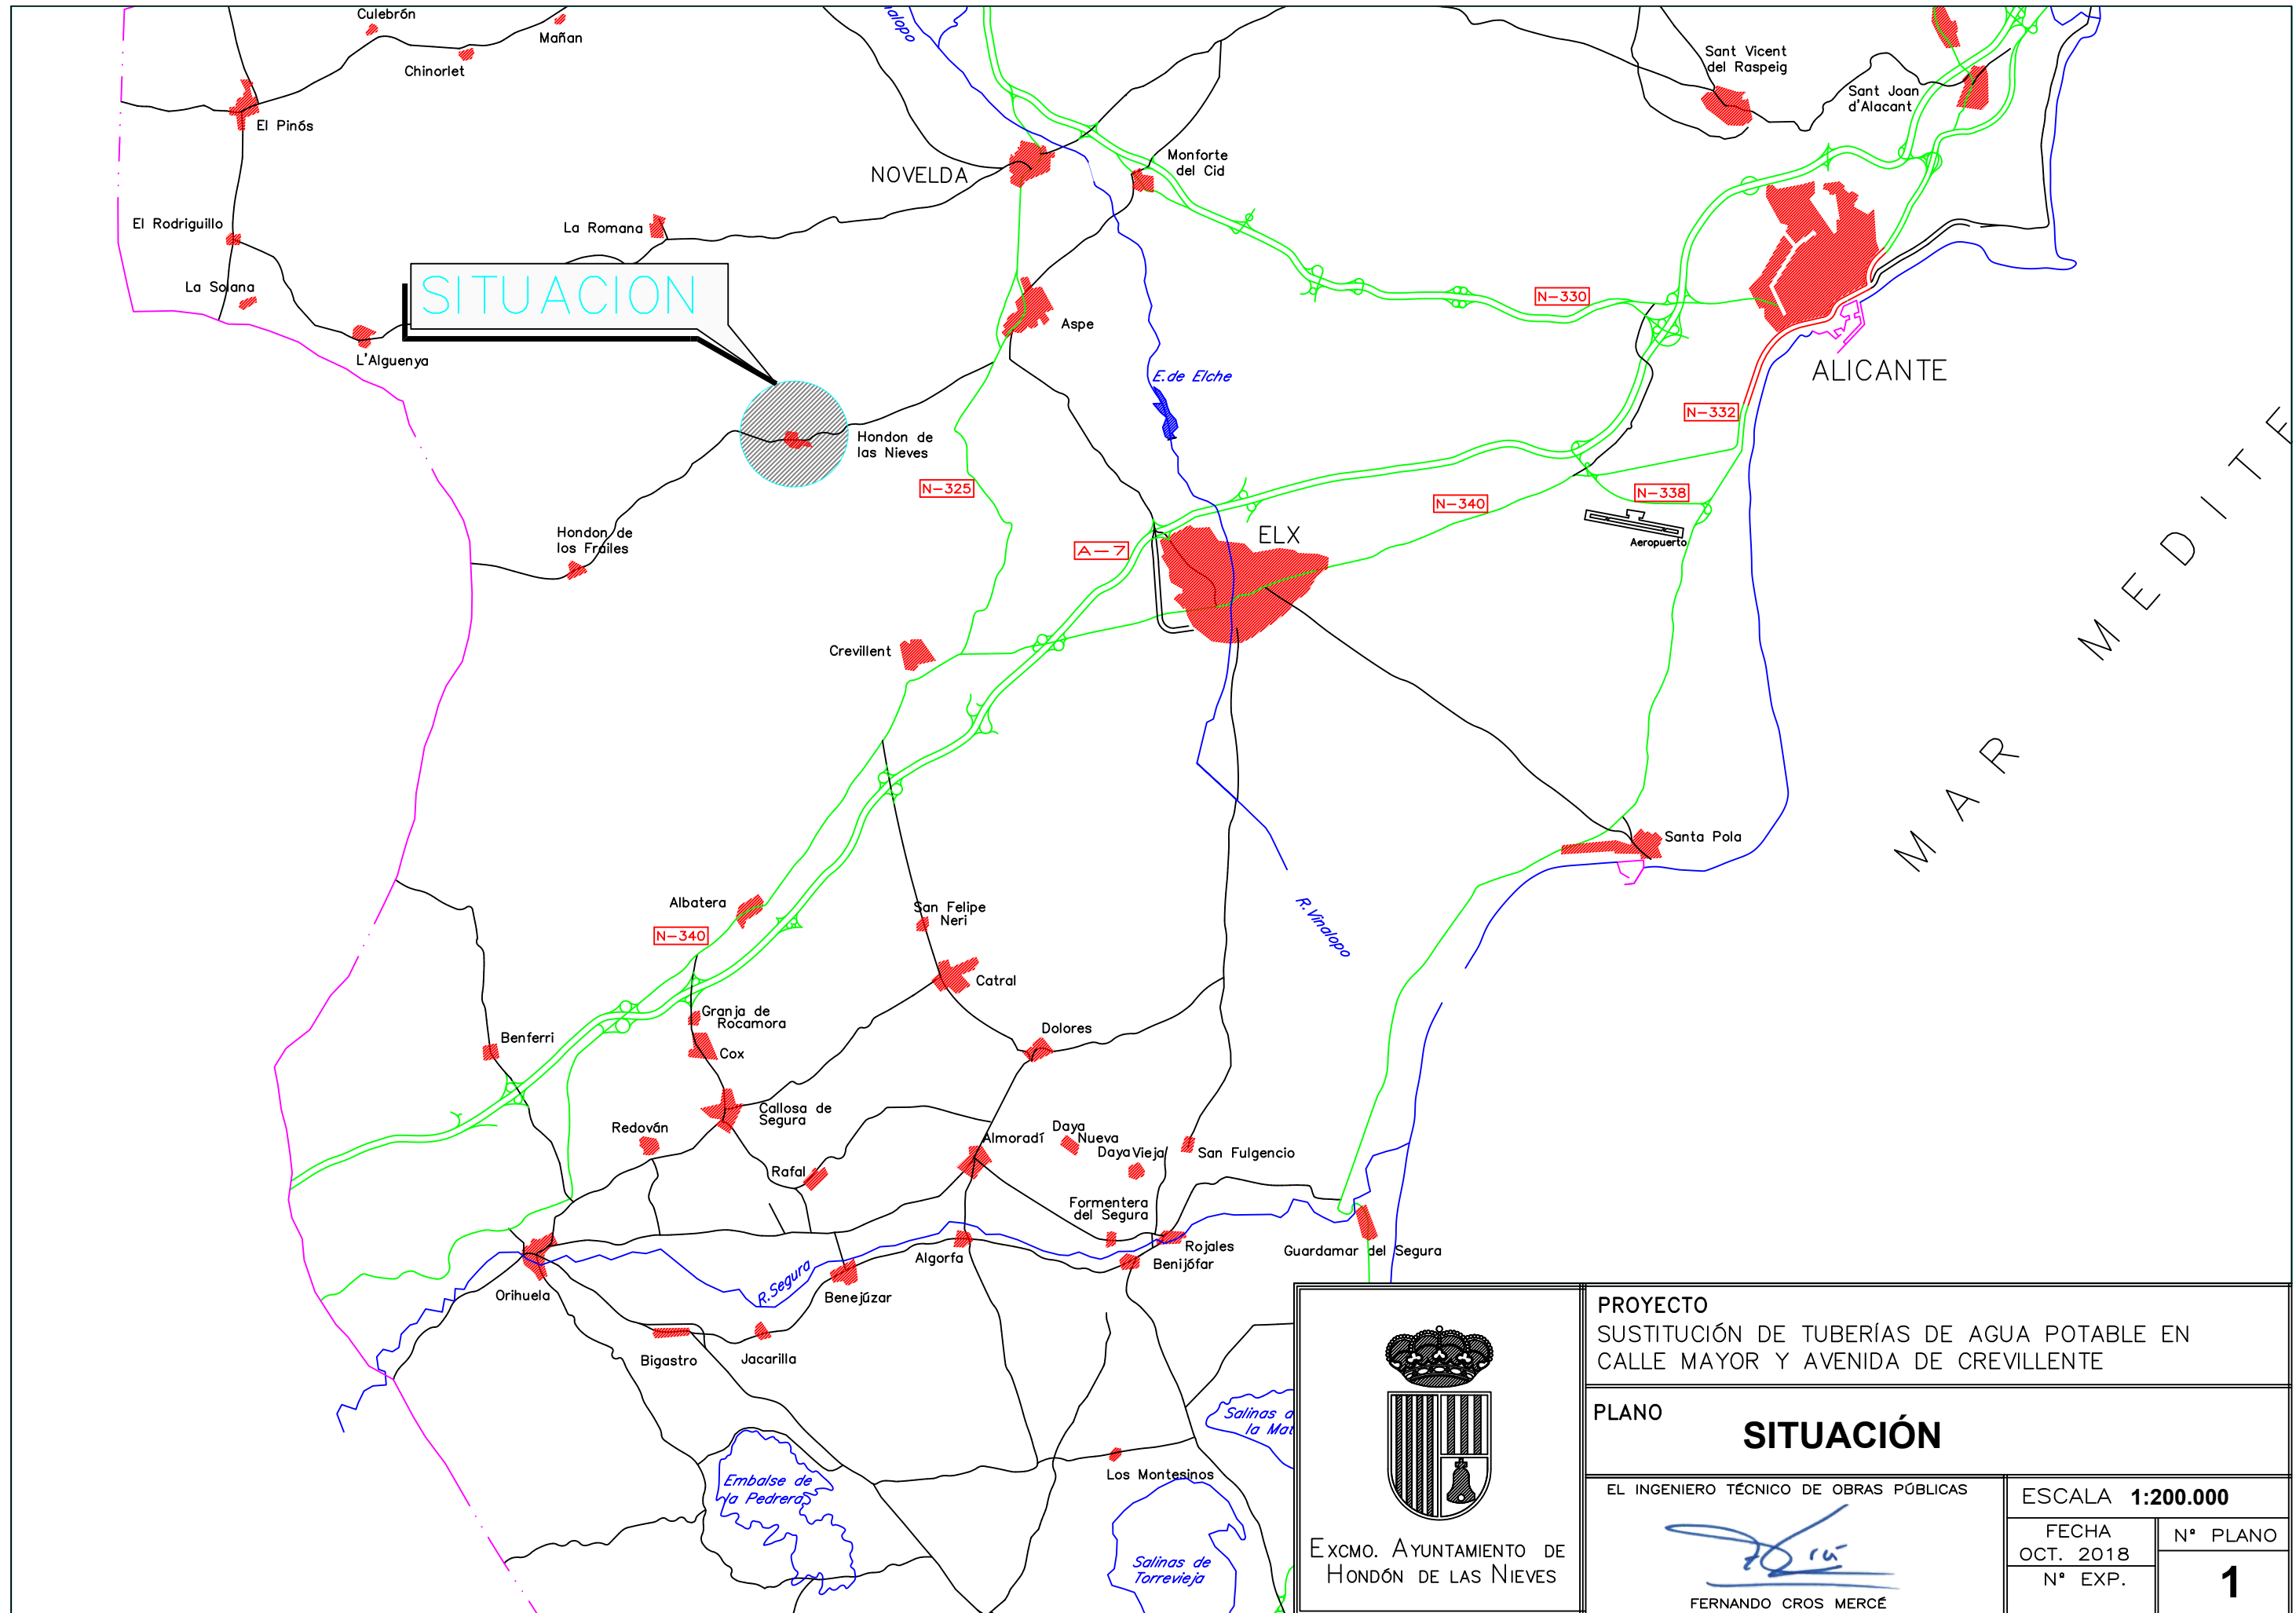 Culebrón
Mañan
Chinorlet
El Pinós
Sant Vicent
del Raspeig
Sant Joan
d'Alacant
NOVELDA
Monforte
del Cid
El Rodriguillo
La Romana
La Solana
SITUACION
N-330
Aspe
L'Alguenya
ALICANTE
E.de Elche
N-332
Hondon de
las Nieves
N-325
N-338
N-340
Aeropuerto
Hondon de
los Frailes
A-7
ELX
Crevillent
MAR MEDITE
Santa Pola
Albatera
San Felipe
Neri
N-340
R.Vinalopo
Catral
Granja de
Rocamora
Dolores
Benferri
Cox
Callosa de
Segura
Redován
Almoradí
Daya
Nueva
Daya Vieja
San Fulgencio
Rafal
Formentera
del Segura
Rojales
Guardamar del Segura
Algorfa
Benijófar
R.Segura
Orihuela
Benejúzar
Bigastro
Jacarilla
Salinas d
la Mat
Los Montesinos
Embalse de
la Pedrera
Salinas de
Torrevieja
EXCMO. AYUNTAMIENTO DE
HONDÓN DE LAS NIEVES
PROYECTO
SUSTITUCIÓN DE TUBERÍAS DE AGUA POTABLE EN
CALLE MAYOR Y AVENIDA DE CREVILLENTE
PLANO
SITUACIÓN
EL INGENIERO TÉCNICO DE OBRAS PÚBLICAS
FERNANDO CROS MERCÉ
ESCALA 1:200.000
FECHA
OCT. 2018
Nº EXP.
Nº PLANO
1